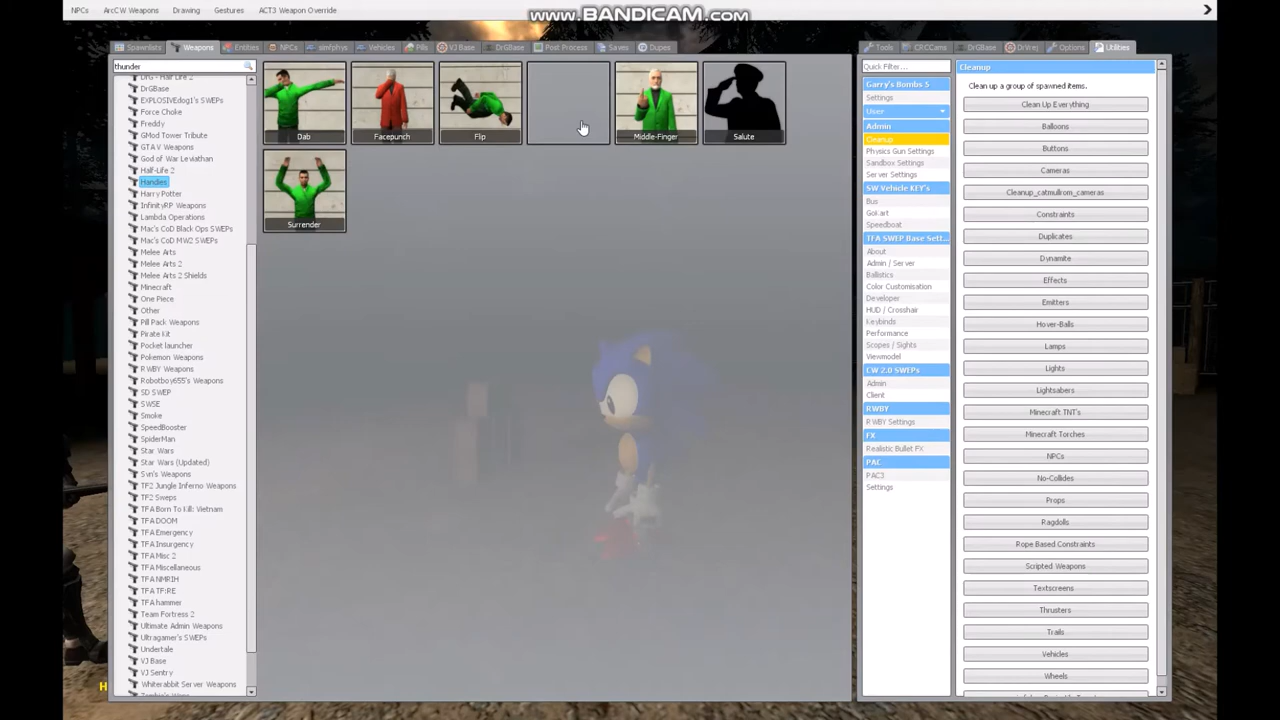 NPCs ArcCW Weapons Drawing Gestures ACT3 Weapon Override
www.BANDICAM.com
Spawnlists Weapons Entities NPCs simfphys Vehicles Pills VJ Base DrGBase Post Process Saves Dupes
Tools CRCCams DrGBase Drives Options Utilities
thunder
DrG - Half Life 2
DrGBase
EXPLOSIVEdog1's SWEPs
Force Choke
Freddy
GMod Tower Tribute
GTA V Weapons
God of War Leviathan
Half-Life 2
Handies
Harry Potter
InfinityRP Weapons
Lambda Operations
Mac's CoD Black Ops SWEPs
Mac's CoD MW2 SWEPs
Melee Arts
Melee Arts 2
Melee Arts 2 Shields
Minecraft
One Piece
Other
Pill Pack Weapons
Pirate Kit
Pocket launcher
Pokemon Weapons
RWBY Weapons
Robotboy655's Weapons
SD SWEP
SWSE
Smoke
SpeedBooster
SpiderMan
Star Wars
Star Wars (Updated)
Svn's Weapons
TF2 Jungle Inferno Weapons
TF2 Sweps
TFA Born To Kill: Vietnam
TFA DOOM
TFA Emergency
TFA Insurgency
TFA Misc 2
TFA Miscellaneous
TFA NMRIH
TFA TF:RE
TFA hammer
Team Fortress 2
Ultimate Admin Weapons
Ultragamer's SWEPs
Undertale
VJ Base
VJ Sentry
Whiterabbit Server Weapons
Dab
Facepunch
Flip
Middle-Finger
Salute
Surrender
Quick Filter...
Garry's Bombs 5
Settings
User
Admin
Cleanup
Physics Gun Settings
Sandbox Settings
Server Settings
SW Vehicle KEY's
Bus
Gokart
Speedboat
TFA SWEP Base Sett...
About
Admin / Server
Ballistics
Color Customisation
Developer
HUD / Crosshair
Keybinds
Performance
Scopes / Sights
Viewmodel
CW 2.0 SWEPs
Admin
Client
RWBY
RWBY Settings
FX
Realistic Bullet FX
PAC
PAC3
Settings
Cleanup
Clean up a group of spawned items.
Clean Up Everything
Balloons
Buttons
Cameras
Cleanup_catmullrom_cameras
Constraints
Duplicates
Dynamite
Effects
Emitters
Hover-Balls
Lamps
Lights
Lightsabers
Minecraft TNT's
Minecraft Torches
NPCs
No-Collides
Props
Ragdolls
Rope Based Constraints
Scripted Weapons
Textscreens
Thrusters
Trails
Vehicles
Wheels
H